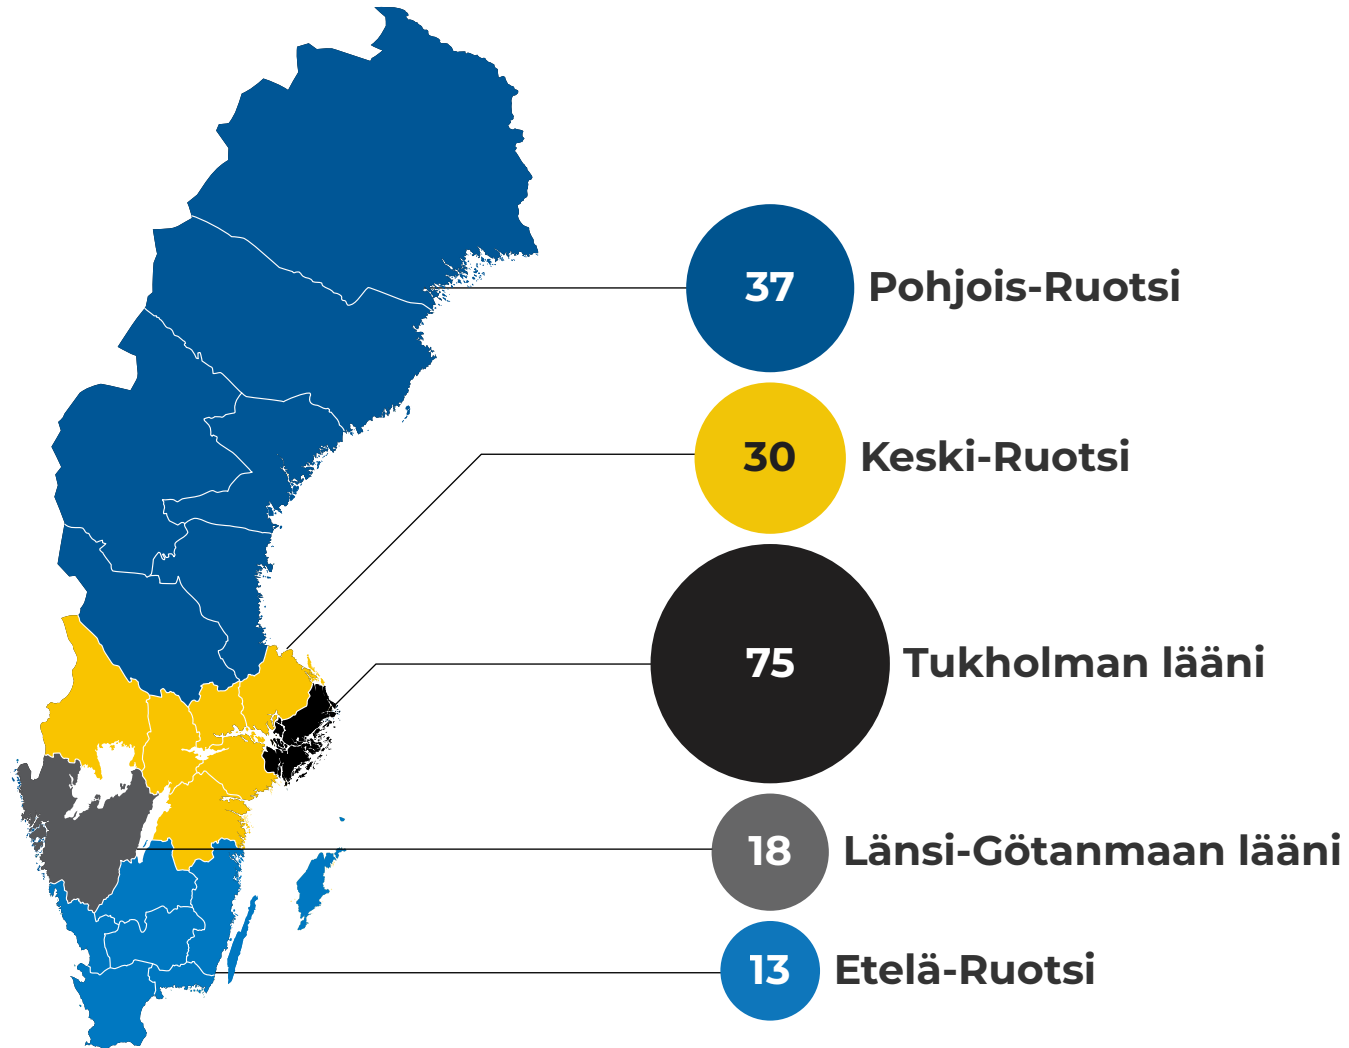 37 Pohjois-Ruotsi
30 Keski-Ruotsi
75 Tukholman lääni
18 Länsi-Götanmaan lääni
13 Etelä-Ruotsi